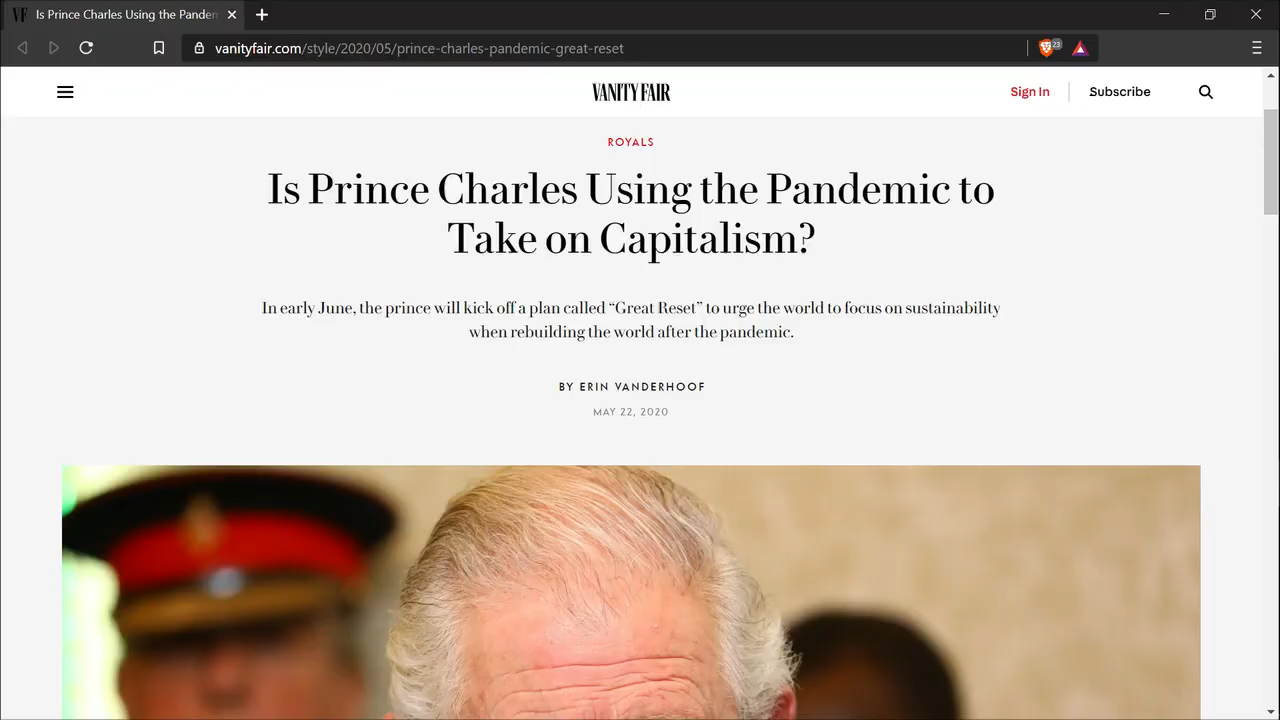 VF Is Prince Charles Using the Pandem
vanityfair.com/style/2020/05/prince-charles-pandemic-great-reset
23
VANITY FAIR
Sign In
Subscribe
ROYALS
Is Prince Charles Using the Pandemic to
Take on Capitalism?
In early June, the prince will kick off a plan called “Great Reset” to urge the world to focus on sustainability
when rebuilding the world after the pandemic.
BY ERIN VANDERHOOF
MAY 22, 2020